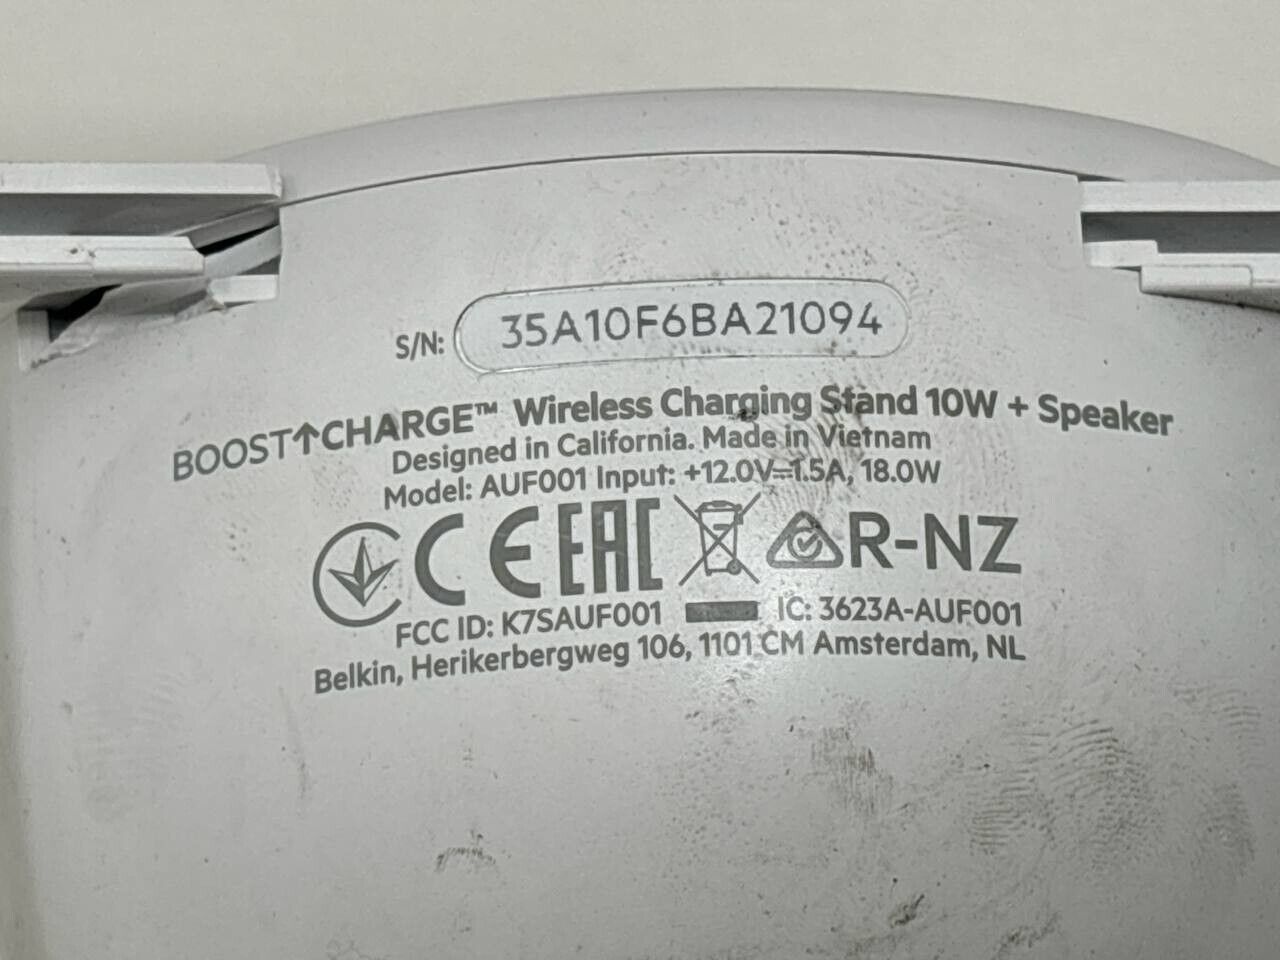 S/N: 35A10F6BA21094
BOOST↑CHARGE™ Wireless Charging Stand 10W + Speaker
Designed in California. Made in Vietnam
Model: AUF001 Input: +12.0V⎓1.5A, 18.0W
CE EAC R-NZ
FCC ID: K7SAUF001 IC: 3623A-AUF001
Belkin, Herikerbergweg 106, 1101 CM Amsterdam, NL